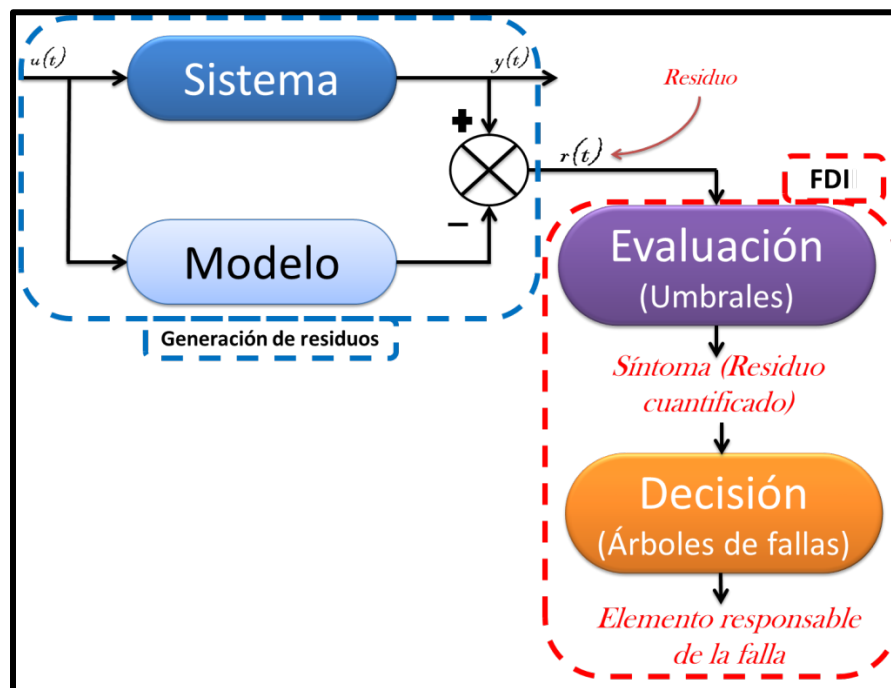 u(t)
Sistema
y(t)
Residuo
+
r(t)
FDI
−
Modelo
Generación de residuos
Evaluación
(Umbrales)
Síntoma (Residuo
cuantificado)
Decisión
(Árboles de fallas)
Elemento responsable
de la falla